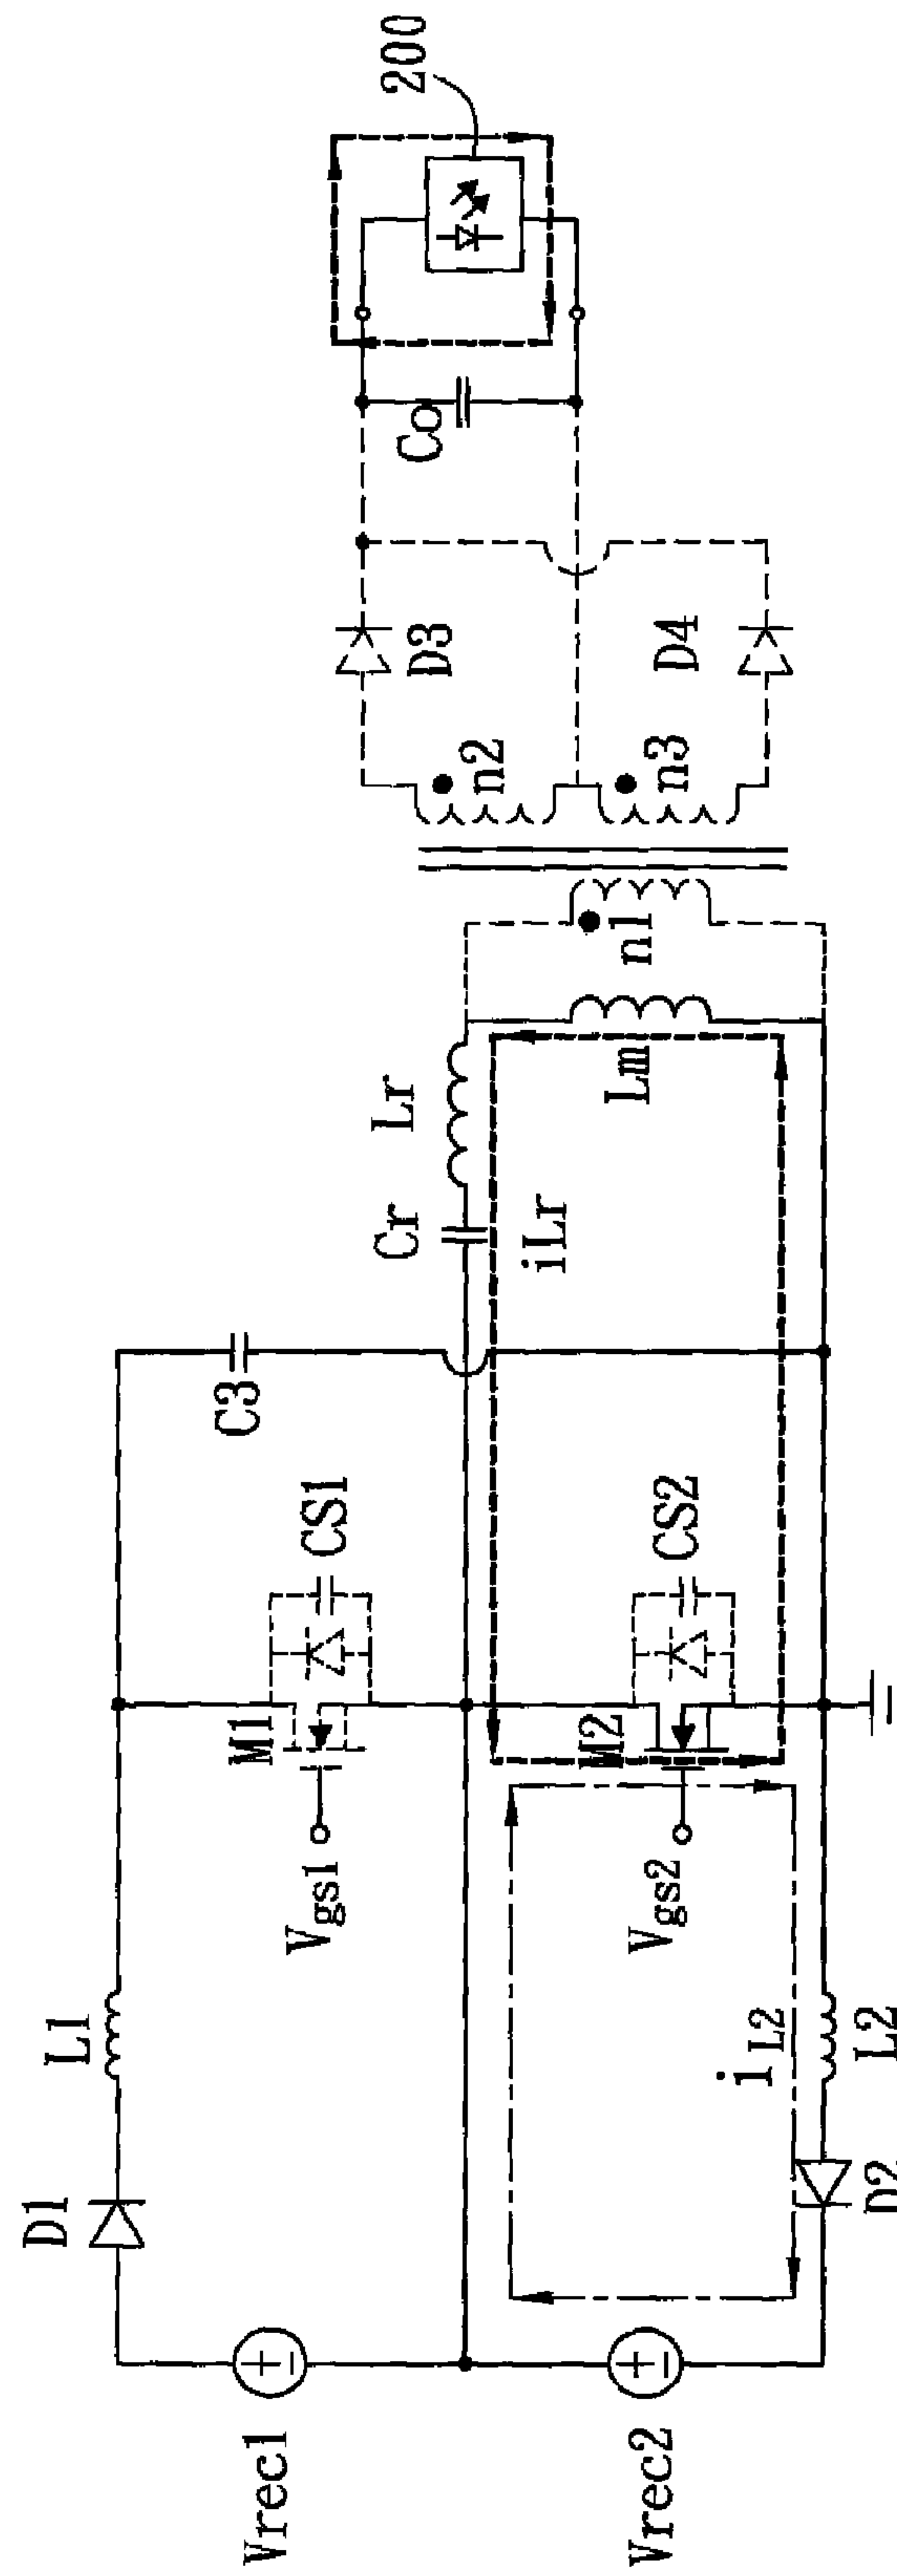 Vrec1
Vrec2
D1
L1
D2
L2
iL2
Vgs1
Vgs2
M1
M2
CS1
CS2
C3
Cr
Lr
iLr
Lm
n1
n2
n3
D3
D4
Co
200